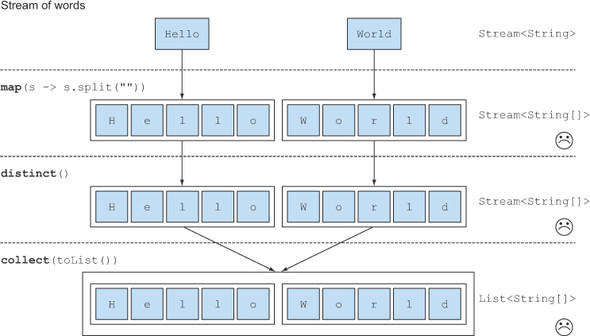 Stream of words
Hello World Stream<String>
map(s -> s.split(""))
H e l l o W o r l d Stream<String[]>
distinct()
H e l l o W o r l d Stream<String[]>
collect(toList())
H e l l o W o r l d List<String[]>